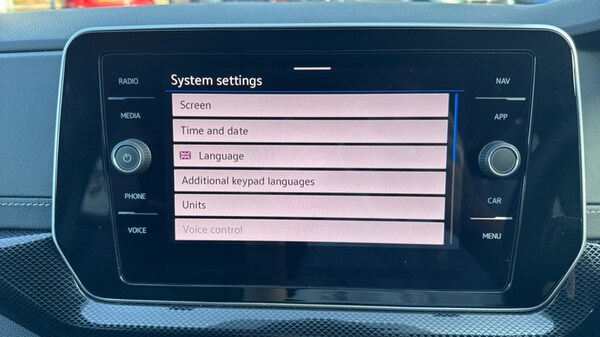 System settings
RADIO
MEDIA
PHONE
VOICE
Screen
Time and date
Language
Additional keypad languages
Units
Voice control
NAV
APP
CAR
MENU